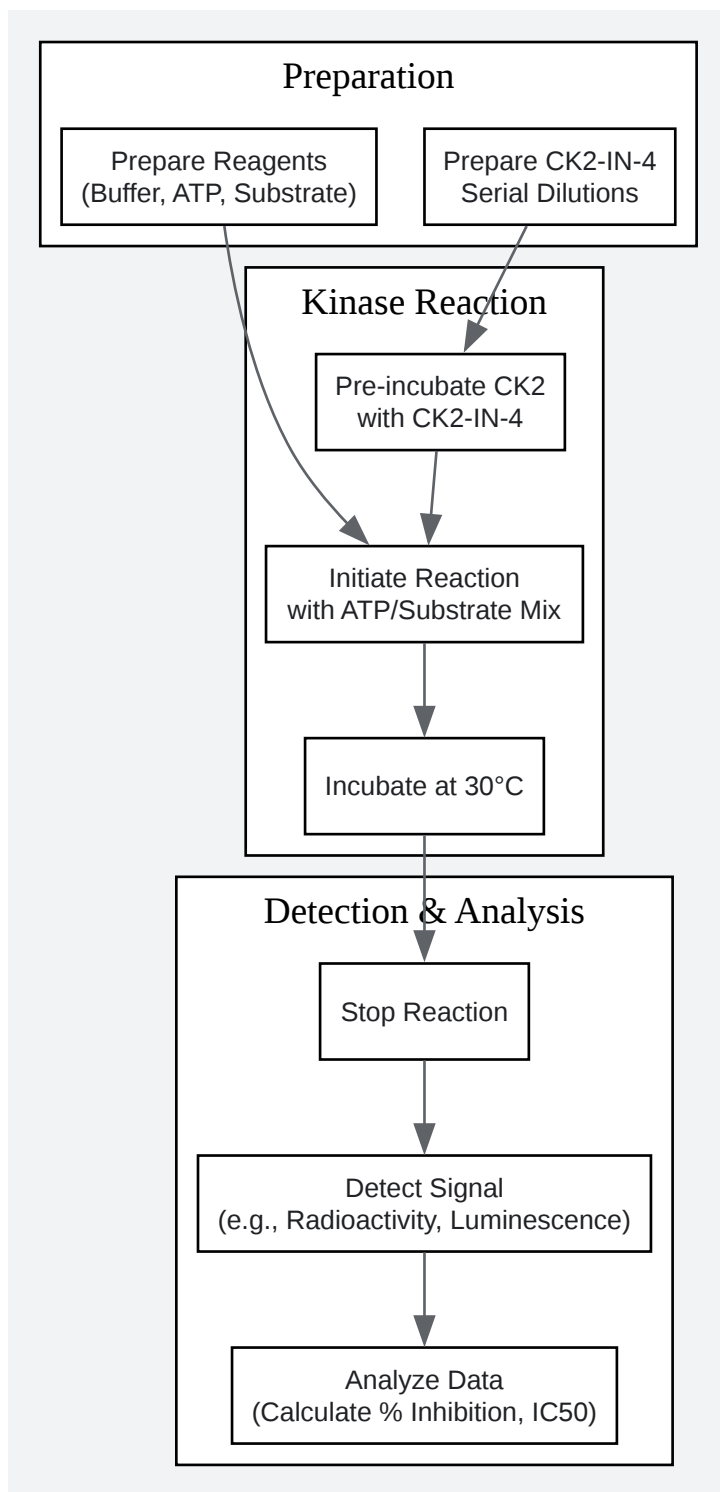 Preparation
Prepare Reagents
(Buffer, ATP, Substrate)
Prepare CK2-IN-4
Serial Dilutions
Kinase Reaction
Pre-incubate CK2
with CK2-IN-4
Initiate Reaction
with ATP/Substrate Mix
Incubate at 30°C
Detection & Analysis
Stop Reaction
Detect Signal
(e.g., Radioactivity, Luminescence)
Analyze Data
(Calculate % Inhibition, IC50)